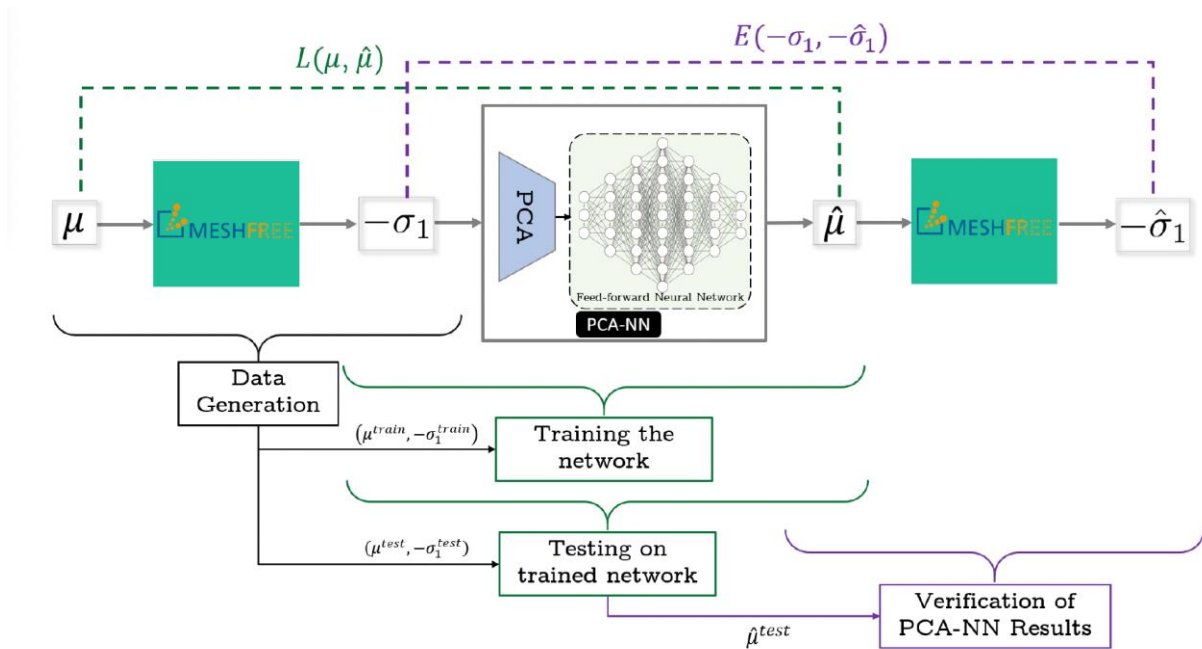 E(−σ₁, −σ̂₁)
L(μ, μ̂)
μ
MESHFREE
−σ₁
PCA
Feed-forward Neural Network
PCA-NN
μ̂
MESHFREE
−σ̂₁
Data
Generation
(μ^{train}, −σ₁^{train})
Training the
network
(μ^{test}, −σ₁^{test})
Testing on
trained network
μ̂^{test}
Verification of
PCA-NN Results